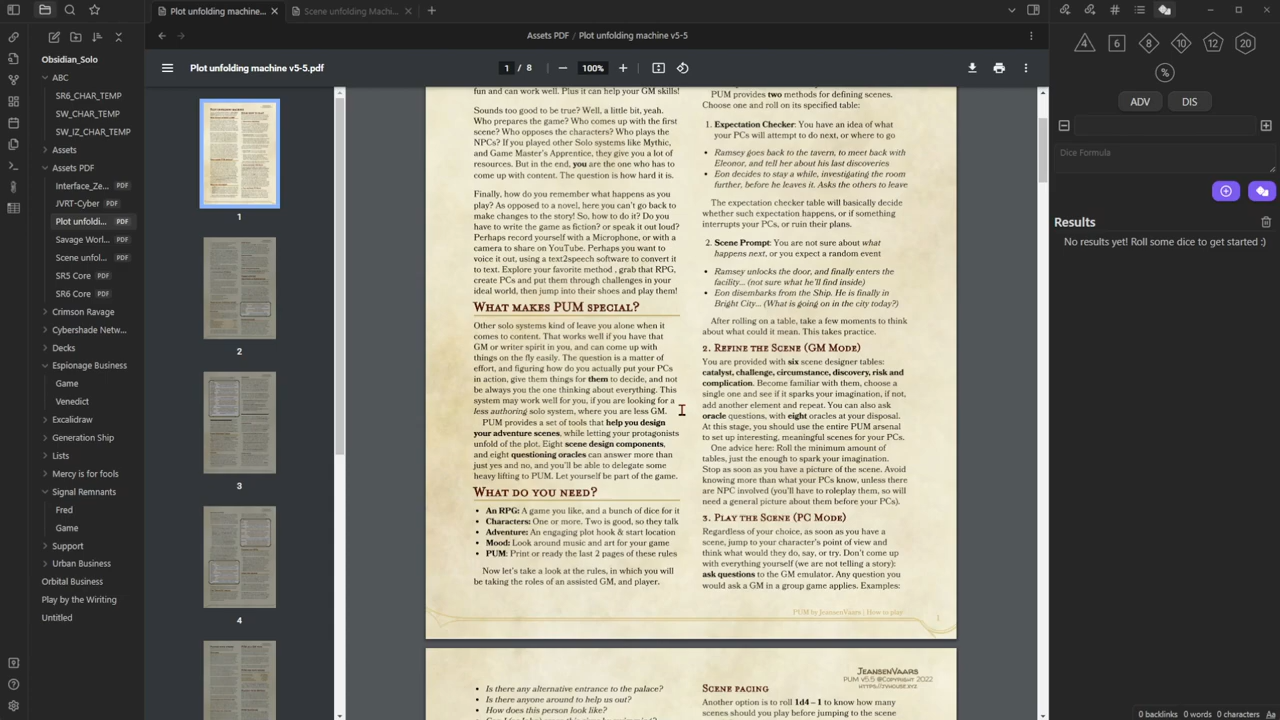 Plot unfolding machine...
Scene unfolding Machi...
Assets PDF / Plot unfolding machine v5-5
Obsidian_Solo
ABC
SR6_CHAR_TEMP
SW_CHAR_TEMP
SW_IZ_CHAR_TEMP
Assets
Assets PDF
Interface_Ze... PDF
JVRT-Cyber PDF
Plot unfoldi... PDF
Savage Worl... PDF
Scene unfol... PDF
SR5 Core PDF
SR6 Core PDF
Crimson Ravage
Cybershade Netw...
Decks
Espionage Business
Game
Venedict
Excalidraw
Generation Ship
Lists
Mercy is for fools
Signal Remnants
Fred
Game
Support
Urban Business
Orbital Business
Play by the Writing
Untitled
Plot unfolding machine v5-5.pdf
1 / 8
100%
1
2
3
4
fun and can work well. Plus it can help your GM skills!
Sounds too good to be true? Well, a little bit, yeah.
Who prepares the game? Who comes up with the first
scene? Who opposes the characters? Who plays the
NPCs? If you played other Solo systems like Mythic,
and Game Master's Apprentice, they give you a lot of
resources. But in the end, you are the one who has to
come up with content. The question is how hard it is.
Finally, how do you remember what happens as you
play? As opposed to a novel, here you can't go back to
make changes to the story! So, how to do it? Do you
have to write the game as fiction? or speak it out loud?
Perhaps record yourself with a Microphone, or with a
camera to share on YouTube. Perhaps you want to
voice it out, using a text2speech software to convert it
to text. Explore your favorite method , grab that RPG,
create PCs and put them through challenges in your
ideal world, then jump into their shoes and play them!
What makes PUM special?
Other solo systems kind of leave you alone when it
comes to content. That works well if you have that
GM or writer spirit in you, and can come up with
things on the fly easily. The question is a matter of
effort, and figuring how do you actually put your PCs
in action, give them things for them to decide, and not
be always you the one thinking about everything. This
system may work well for you, if you are looking for a
less authoring solo system, where you are less GM.
PUM provides a set of tools that help you design
your adventure scenes, while letting your protagonists
unfold of the plot. Eight scene design components,
and eight questioning oracles can answer more than
just yes and no, and you'll be able to delegate some
heavy lifting to PUM. Let yourself be part of the game.
What do you need?
• An RPG: A game you like, and a bunch of dice for it
• Characters: One or more. Two is good, so they talk
• Adventure: An engaging plot hook & start location
• Mood: Look around music and art for your game
• PUM: Print or ready the last 2 pages of these rules
Now let's take a look at the rules, in which you will
be taking the roles of an assisted GM, and player.
PUM provides two methods for defining scenes.
Choose one and roll on its specified table:
1. Expectation Checker: You have an idea of what
your PCs will attempt to do next, or where to go
• Ramsey goes back to the tavern, to meet back with
Eleonor, and tell her about his last discoveries
• Eon decides to stay a while, investigating the room
further, before he leaves it. Asks the others to leave
The expectation checker table will basically decide
whether such expectation happens, or if something
interrupts your PCs, or ruin their plans.
2. Scene Prompt: You are not sure about what
happens next, or you expect a random event
• Ramsey unlocks the door, and finally enters the
facility... (not sure what he'll find inside)
• Eon disembarks from the Ship. He is finally in
Bright City... (What is going on in the city today?)
After rolling on a table, take a few moments to think
about what could it mean. This takes practice.
2. Refine the Scene (GM Mode)
You are provided with six scene designer tables:
catalyst, challenge, circumstance, discovery, risk and
complication. Become familiar with them, choose a
single one and see if it sparks your imagination, if not,
add another element and repeat. You can also ask
oracle questions, with eight oracles at your disposal.
At this stage, you should use the entire PUM arsenal
to set up interesting, meaningful scenes for your PCs.
One advice here: Roll the minimum amount of
tables, just enough to spark your imagination.
Stop as soon as you have a picture of the scene. Avoid
knowing more than what your PCs know, unless there
are NPC involved (you'll have to roleplay them, so will
need a general picture about them before your PCs).
3. Play the Scene (PC Mode)
Regardless of your choice, as soon as you have a
scene, jump to your character's point of view and
think what would they do, say, or try. Don't come up
with everything yourself (we are not telling a story):
ask questions to the GM emulator. Any question you
would ask a GM in a group game applies. Examples:
PUM by JeansenVaars | How to play
1
JeansenVaars
PUM v5.5 @Copyright 2022
• Is there any alternative entrance to the palace?
• Is there anyone around to help us out?
• How does this person look like?
Scene pacing
Another option is to roll 1d4 – 1 to know how many
scenes should you play before jumping to the scene
4
6
8
10
12
20
%
ADV
DIS
Dice Formula
Results
No results yet! Roll some dice to get started :)
0 backlinks 0 words 0 characters Aa